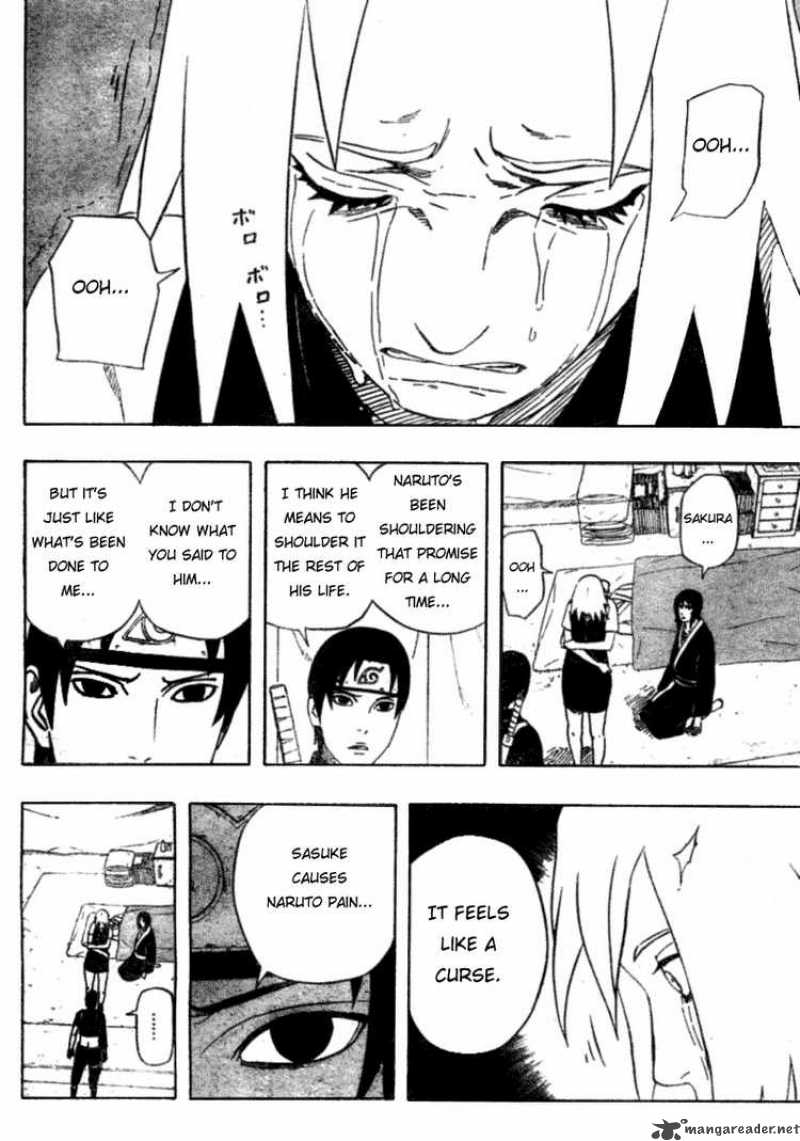 OOH...
ボロ
ボロ…
OOH...
SAKURA
...
OOH
...
NARUTO'S
BEEN
SHOULDERING
THAT PROMISE
FOR A LONG
TIME...
I THINK HE
MEANS TO
SHOULDER IT
THE REST OF
HIS LIFE.
I DON'T
KNOW WHAT
YOU SAID TO
HIM...
BUT IT'S
JUST LIKE
WHAT'S BEEN
DONE TO
ME...
IT FEELS
LIKE A
CURSE.
SASUKE
CAUSES
NARUTO PAIN...
......
mangareader.net